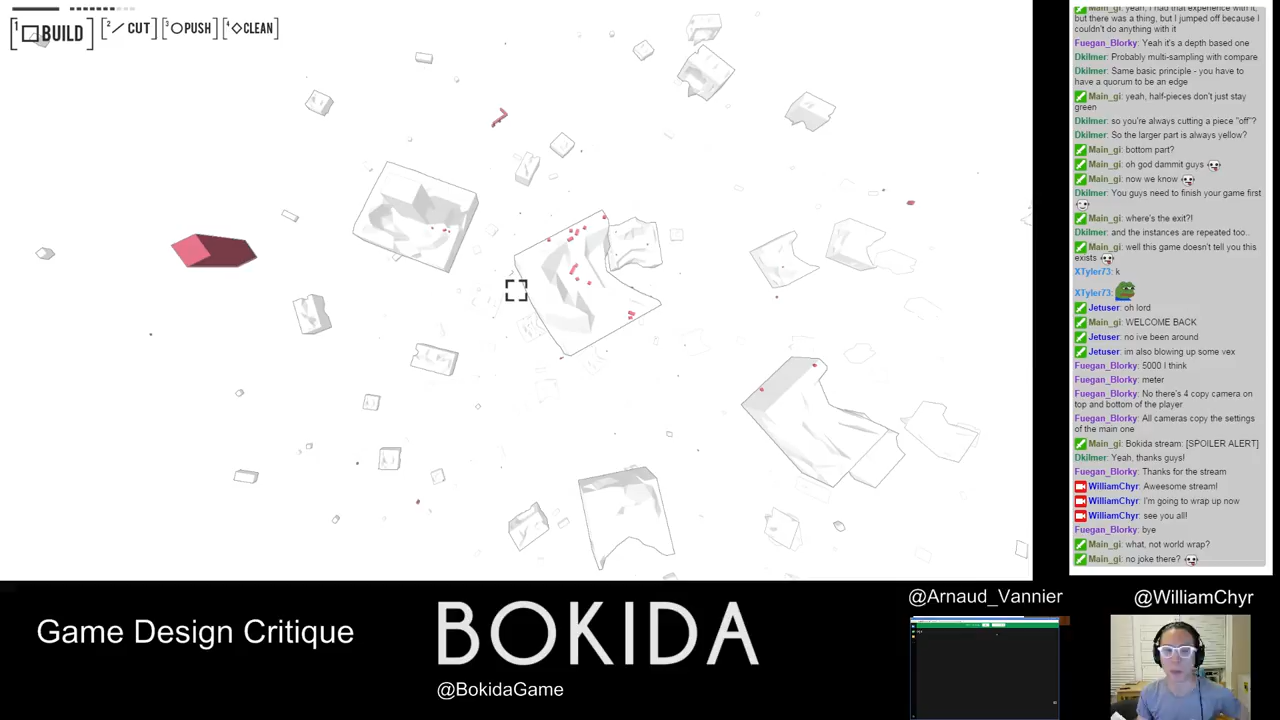 1 BUILD
2 CUT
3 PUSH
4 CLEAN
Main_gi: yeah, I had that experience with it,
but there was a thing, but I jumped off because I
couldn't do anything with it
Fuegan_Blorky: Yeah it's a depth based one
Dkilmer: Probably multi-sampling with compare
Dkilmer: Same basic principle - you have to
have a quorum to be an edge
Main_gi: yeah, half-pieces don't just stay
green
Dkilmer: so you're always cutting a piece "off"?
Dkilmer: So the larger part is always yellow?
Main_gi: bottom part?
Main_gi: oh god dammit guys
Main_gi: now we know
Dkilmer: You guys need to finish your game first
Main_gi: where's the exit?!
Dkilmer: and the instances are repeated too..
Main_gi: well this game doesn't tell you this
exists
XTyler73: k
XTyler73:
Jetuser: oh lord
Main_gi: WELCOME BACK
Jetuser: no ive been around
Jetuser: im also blowing up some vex
Fuegan_Blorky: 5000 I think
Fuegan_Blorky: meter
Fuegan_Blorky: No there's 4 copy camera on
top and bottom of the player
Fuegan_Blorky: All cameras copy the settings
of the main one
Main_gi: Bokida stream: [SPOILER ALERT]
Dkilmer: Yeah, thanks guys!
Fuegan_Blorky: Thanks for the stream
WilliamChyr: Aweesome stream!
WilliamChyr: I'm going to wrap up now
WilliamChyr: see you all!
Fuegan_Blorky: bye
Main_gi: what, not world wrap?
Main_gi: no joke there?
Game Design Critique
BOKIDA
@BokidaGame
@Arnaud_Vannier
@WilliamChyr